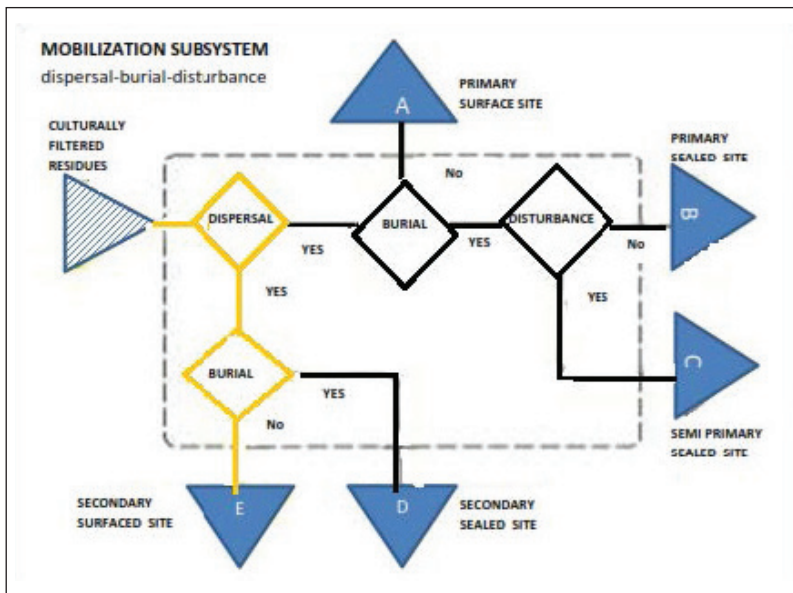 MOBILIZATION SUBSYSTEM
dispersal-burial-disturbance
A
PRIMARY
SURFACE SITE
CULTURALLY
FILTERED
RESIDUES
PRIMARY
SEALED SITE
No
B
DISPERSAL
BURIAL
DISTURBANCE
YES
YES
No
YES
YES
BURIAL
YES
C
No
SEMI PRIMARY
SEALED SITE
SECONDARY
SURFACED SITE
E
D
SECONDARY
SEALED SITE